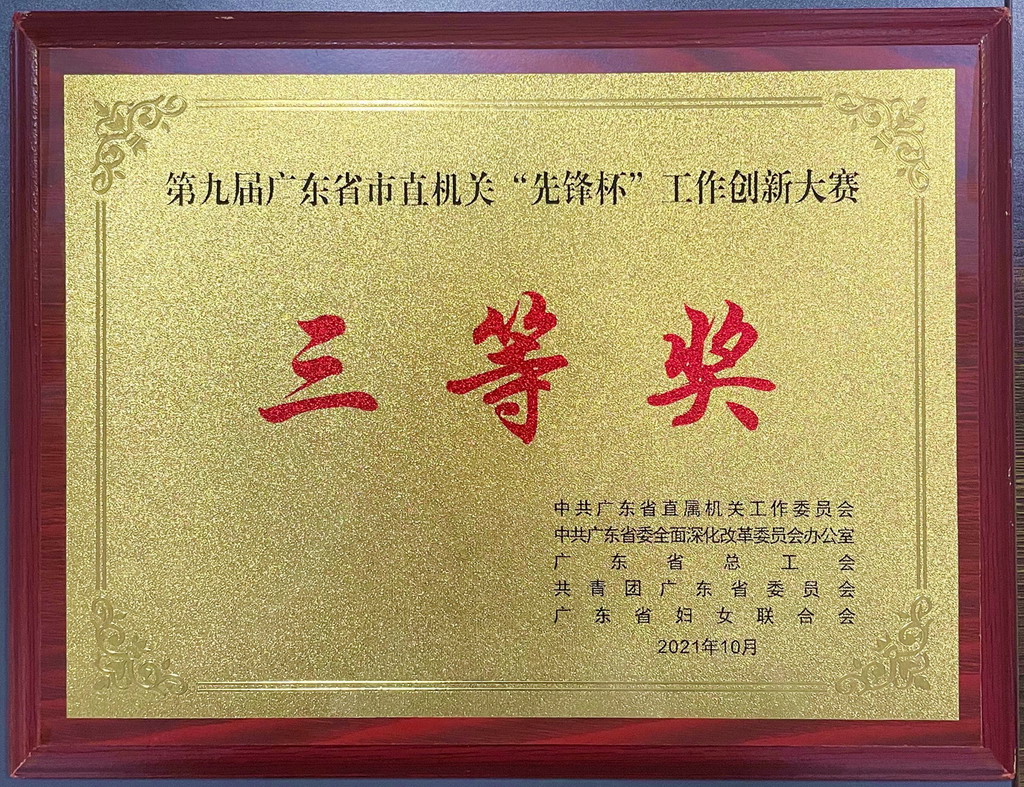 第九届广东省市直机关“先锋杯”工作创新大赛
三等奖
中共广东省直属机关工作委员会
中共广东省委全面深化改革委员会办公室
广东省总工会
共青团广东省委员会
广东省妇女联合会
2021年10月